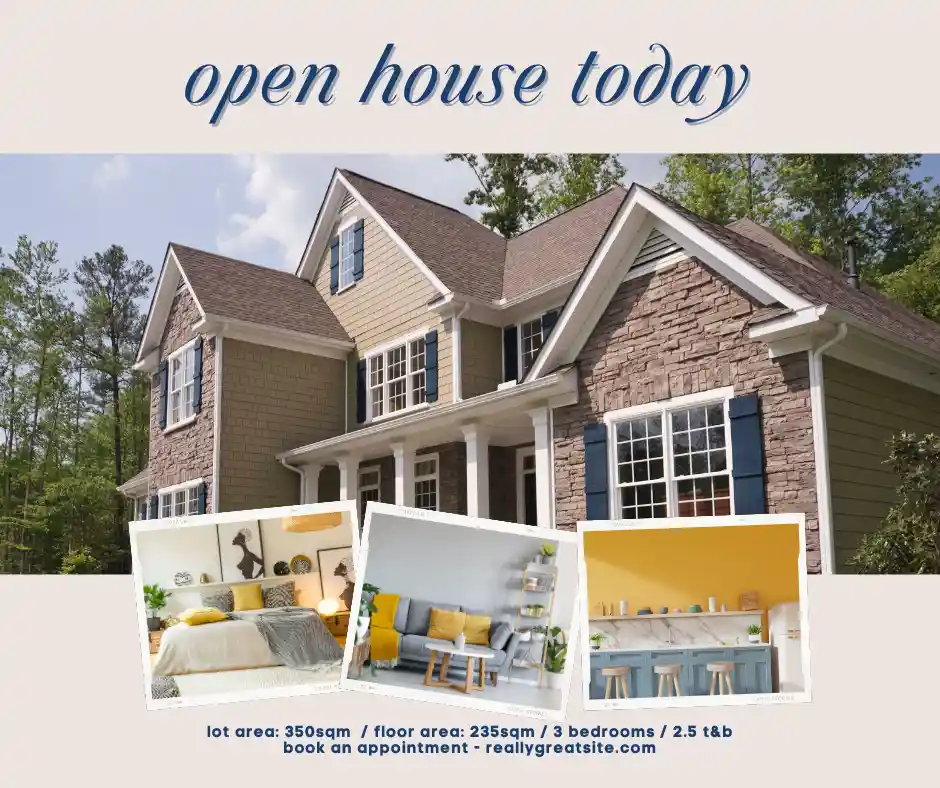 open house today
lot area: 350sqm / floor area: 235sqm / 3 bedrooms / 2.5 t&b
book an appointment - reallygreatsite.com